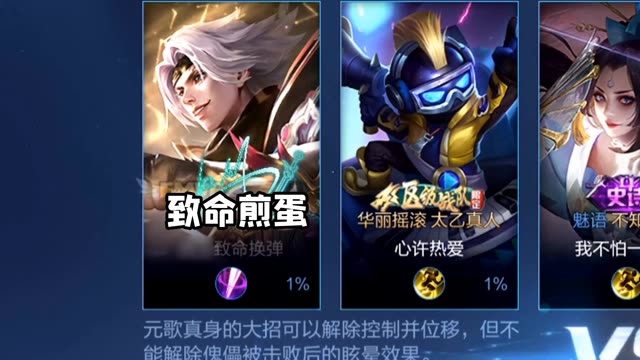 致命煎蛋
致命换弹
1%
华丽摇滚 太乙真人
心许热爱
1%
史诗
魅语 不知
我不怕一
元歌真身的大招可以解除控制并位移，但不
能解除傀儡被击败后的眩晕效果。
VS